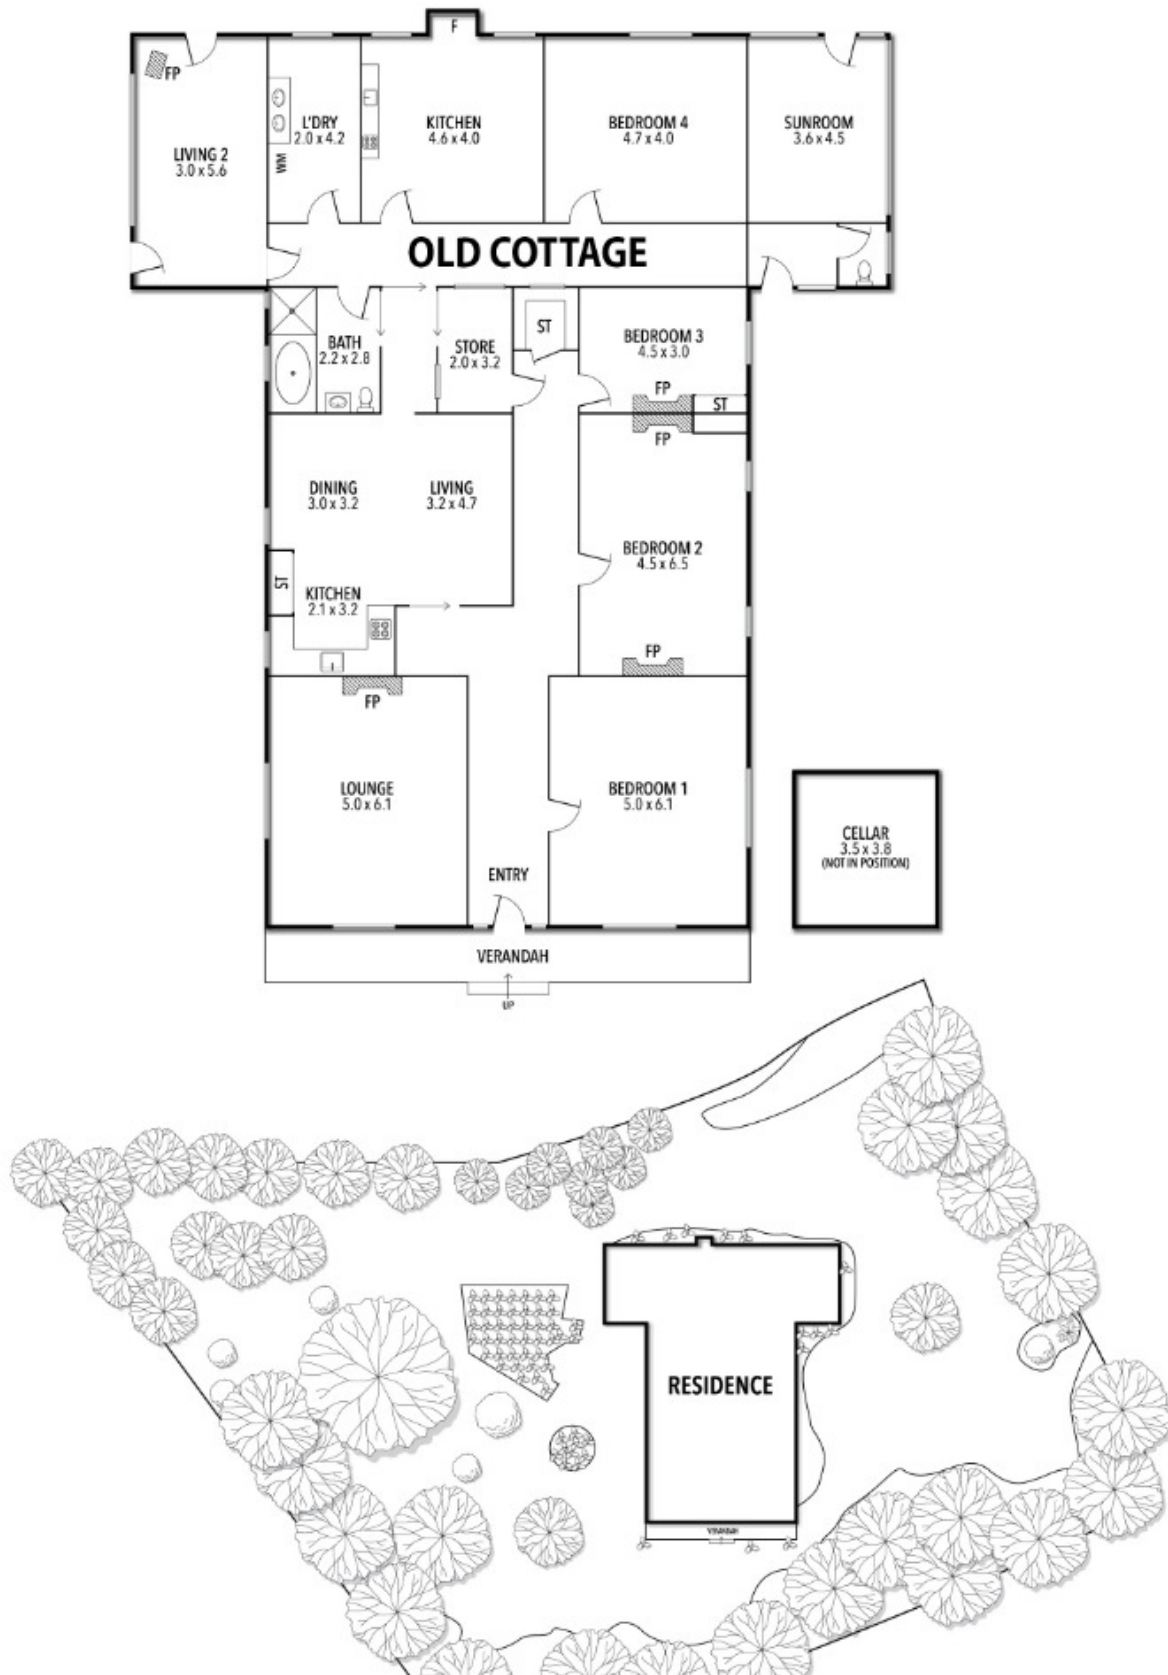 F
FP
LIVING 2
3.0 x 5.6
L'DRY
2.0 x 4.2
WM
KITCHEN
4.6 x 4.0
BEDROOM 4
4.7 x 4.0
SUNROOM
3.6 x 4.5
OLD COTTAGE
BATH
2.2 x 2.8
STORE
2.0 x 3.2
ST
BEDROOM 3
4.5 x 3.0
FP
ST
FP
DINING
3.0 x 3.2
LIVING
3.2 x 4.7
BEDROOM 2
4.5 x 6.5
ST
KITCHEN
2.1 x 3.2
FP
FP
LOUNGE
5.0 x 6.1
BEDROOM 1
5.0 x 6.1
ENTRY
CELLAR
3.5 x 3.8
(NOT IN POSITION)
VERANDAH
UP
RESIDENCE
VERANDAH